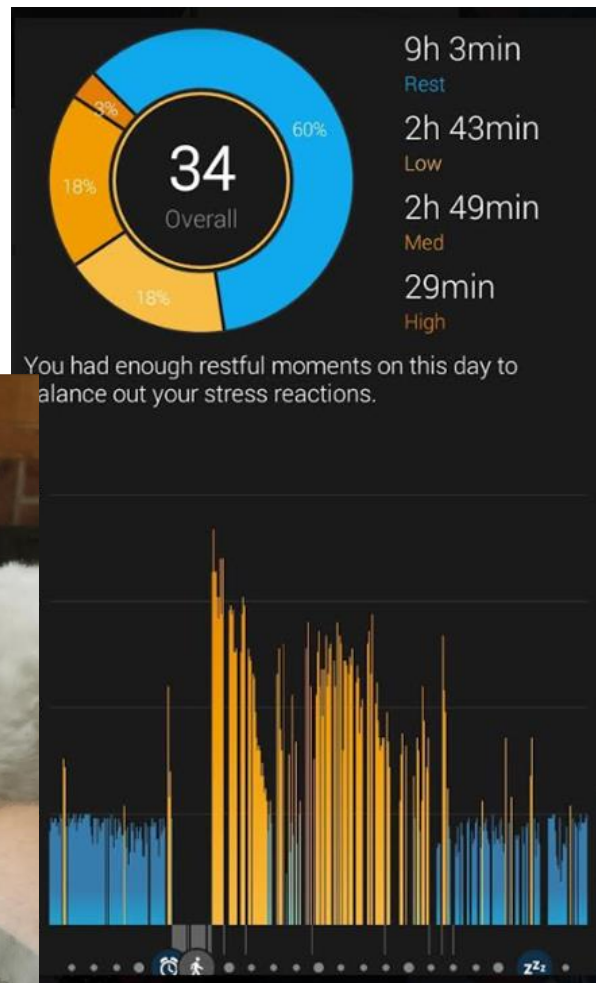 9h 3min
Rest
2h 43min
Low
2h 49min
Med
29min
High
60%
3%
18%
18%
34
Overall
You had enough restful moments on this day to
alance out your stress reactions.
zZz